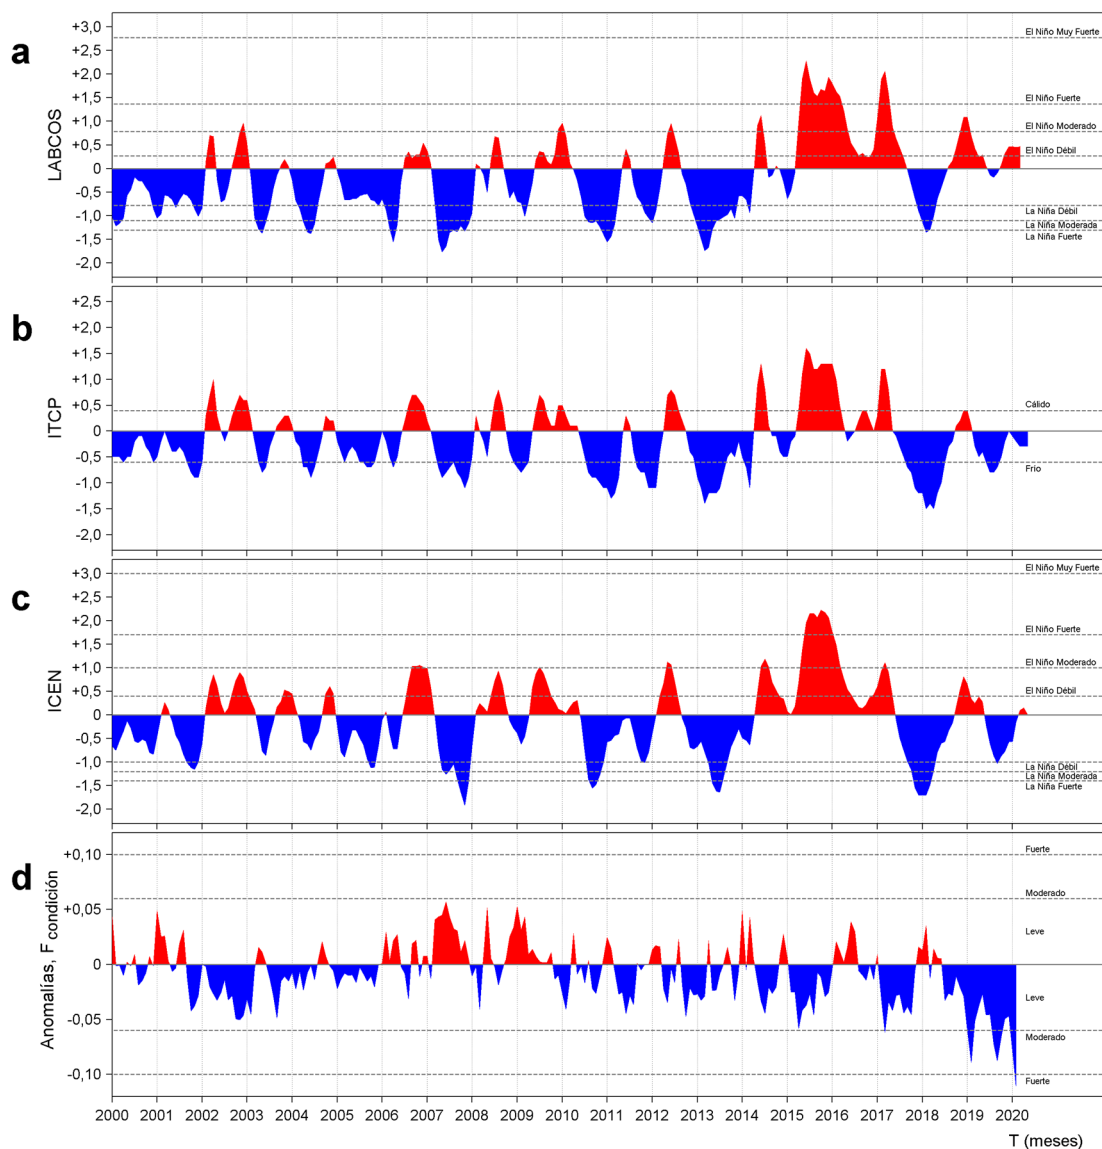 a
LABCOS
+3,0
+2,5
+2,0
+1,5
+1,0
+0,5
0
-0,5
-1,0
-1,5
-2,0
El Niño Muy Fuerte
El Niño Fuerte
El Niño Moderado
El Niño Débil
La Niña Débil
La Niña Moderada
La Niña Fuerte
b
ITCP
+2,5
+2,0
+1,5
+1,0
+0,5
0
-0,5
-1,0
-1,5
-2,0
Cálido
Frío
c
ICEN
+3,0
+2,5
+2,0
+1,5
+1,0
+0,5
0
-0,5
-1,0
-1,5
-2,0
El Niño Muy Fuerte
El Niño Fuerte
El Niño Moderado
El Niño Débil
La Niña Débil
La Niña Moderada
La Niña Fuerte
d
Anomalías, F condición
+0,10
+0,05
0
-0,05
-0,10
Fuerte
Moderado
Leve
Leve
Moderado
Fuerte
2000 2001 2002 2003 2004 2005 2006 2007 2008 2009 2010 2011 2012 2013 2014 2015 2016 2017 2018 2019 2020
T (meses)